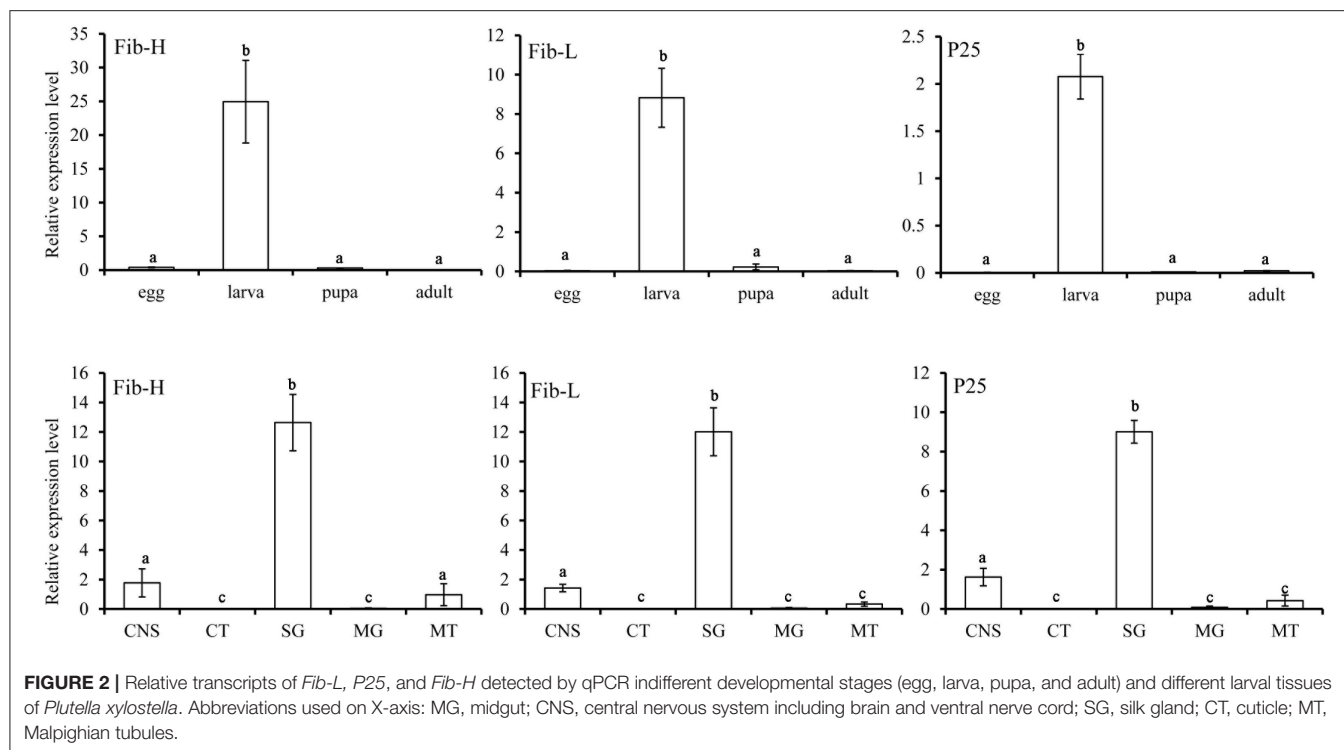 Fib-H
Relative expression level
35
30
25
20
15
10
5
0
a
b
a
a
egg
larva
pupa
adult
Fib-L
12
10
8
6
4
2
0
a
b
a
a
egg
larva
pupa
adult
P25
2.5
2
1.5
1
0.5
0
a
b
a
a
egg
larva
pupa
adult
Fib-H
Relative expression level
16
14
12
10
8
6
4
2
0
a
c
b
c
a
CNS
CT
SG
MG
MT
Fib-L
16
14
12
10
8
6
4
2
0
a
c
b
c
c
CNS
CT
SG
MG
MT
P25
12
10
8
6
4
2
0
a
c
b
c
c
CNS
CT
SG
MG
MT
FIGURE 2 | Relative transcripts of Fib-L, P25, and Fib-H detected by qPCR indifferent developmental stages (egg, larva, pupa, and adult) and different larval tissues
of Plutella xylostella. Abbreviations used on X-axis: MG, midgut; CNS, central nervous system including brain and ventral nerve cord; SG, silk gland; CT, cuticle; MT,
Malpighian tubules.